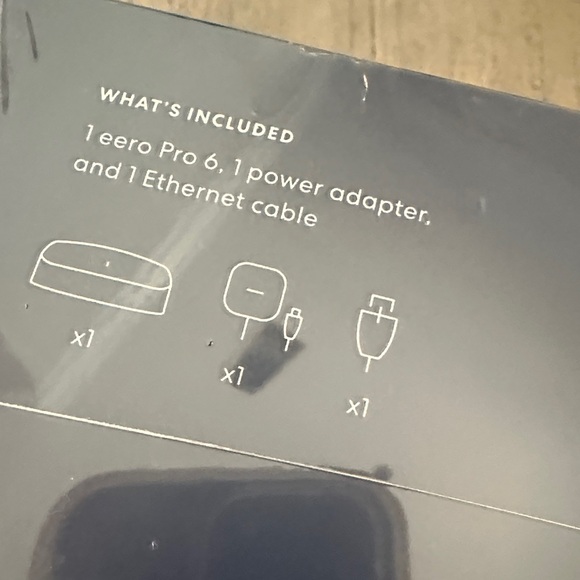 WHAT'S INCLUDED
1 eero Pro 6, 1 power adapter,
and 1 Ethernet cable
x1
x1
x1